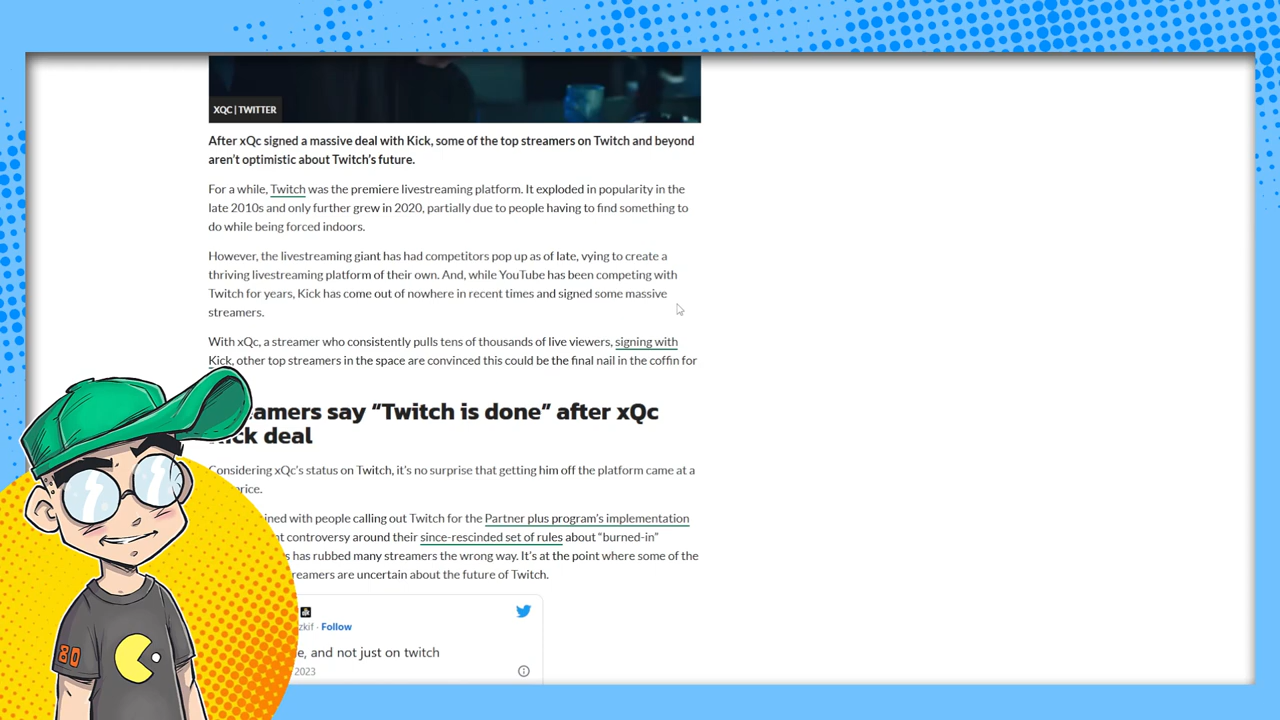 XQC | TWITTER
After xQc signed a massive deal with Kick, some of the top streamers on Twitch and beyond
aren't optimistic about Twitch's future.
For a while, Twitch was the premiere livestreaming platform. It exploded in popularity in the
late 2010s and only further grew in 2020, partially due to people having to find something to
do while being forced indoors.
However, the livestreaming giant has had competitors pop up as of late, vying to create a
thriving livestreaming platform of their own. And, while YouTube has been competing with
Twitch for years, Kick has come out of nowhere in recent times and signed some massive
streamers.
With xQc, a streamer who consistently pulls tens of thousands of live viewers, signing with
Kick, other top streamers in the space are convinced this could be the final nail in the coffin for
eamers say “Twitch is done” after xQc
ick deal
Considering xQc's status on Twitch, it's no surprise that getting him off the platform came at a
rice.
ined with people calling out Twitch for the Partner plus program's implementation
nt controversy around their since-rescinded set of rules about “burned-in”
s has rubbed many streamers the wrong way. It's at the point where some of the
reamers are uncertain about the future of Twitch.
zkif · Follow
e, and not just on twitch
2023
80